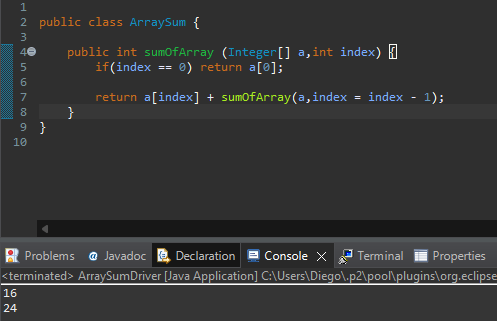 1
2 public class ArraySum {
3
4 public int sumOfArray (Integer[] a,int index) {
5 if(index == 0) return a[0];
6
7 return a[index] + sumOfArray(a,index = index - 1);
8 }
9 }
10
Problems @ Javadoc Declaration Console Terminal Properties
<terminated> ArraySumDriver [Java Application] C:\Users\Diego\.p2\pool\plugins\org.eclipse
16
24